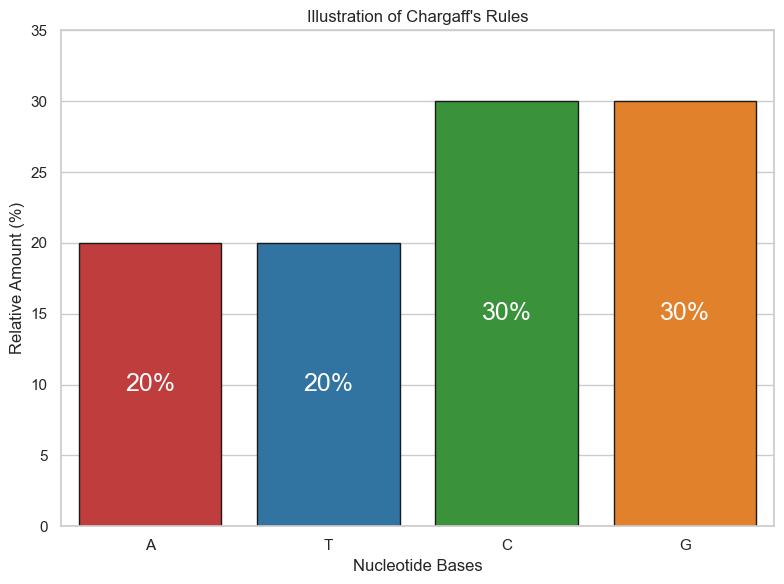 Illustration of Chargaff's Rules
35
30
25
20
15
10
5
0
Relative Amount (%)
20%
20%
30%
30%
A
T
C
G
Nucleotide Bases